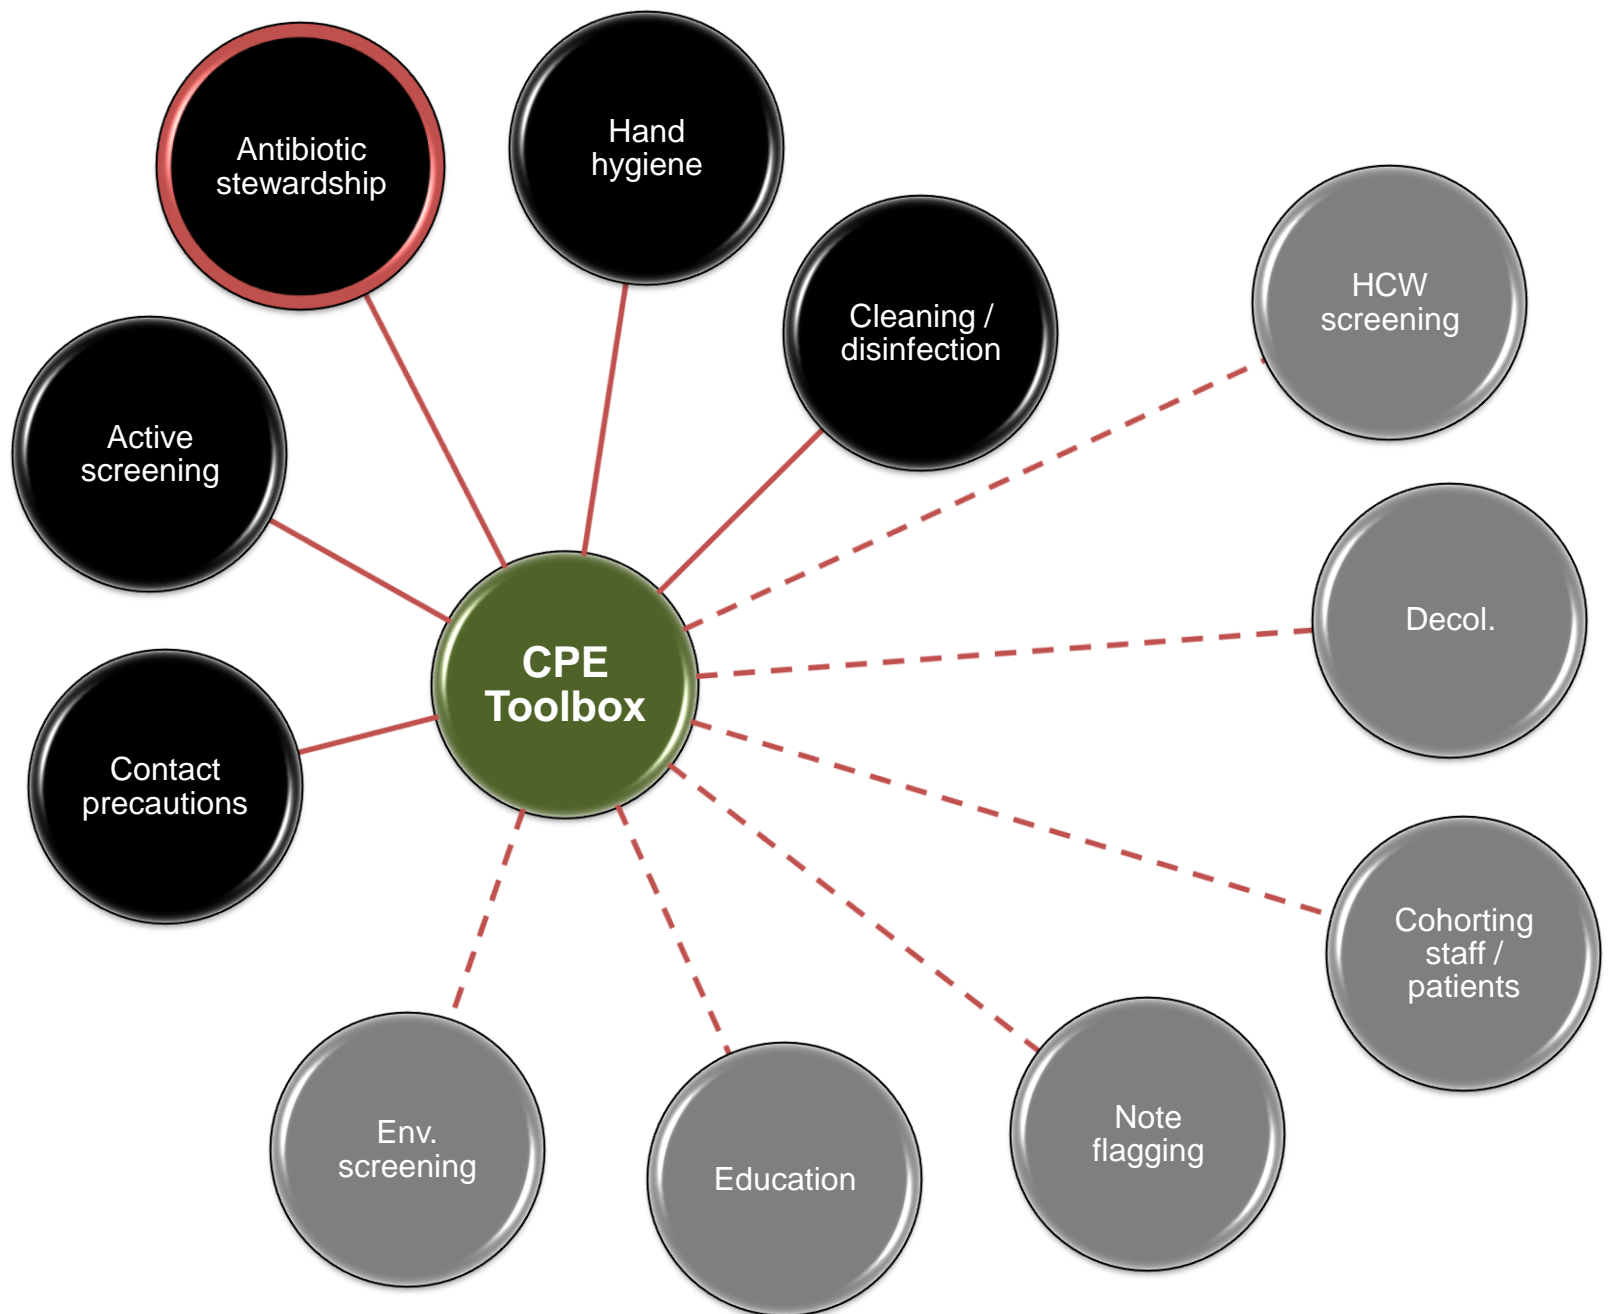 Antibiotic
stewardship
Hand
hygiene
Cleaning /
disinfection
HCW
screening
Active
screening
Decol.
CPE
Toolbox
Contact
precautions
Cohorting
staff /
patients
Env.
screening
Education
Note
flagging